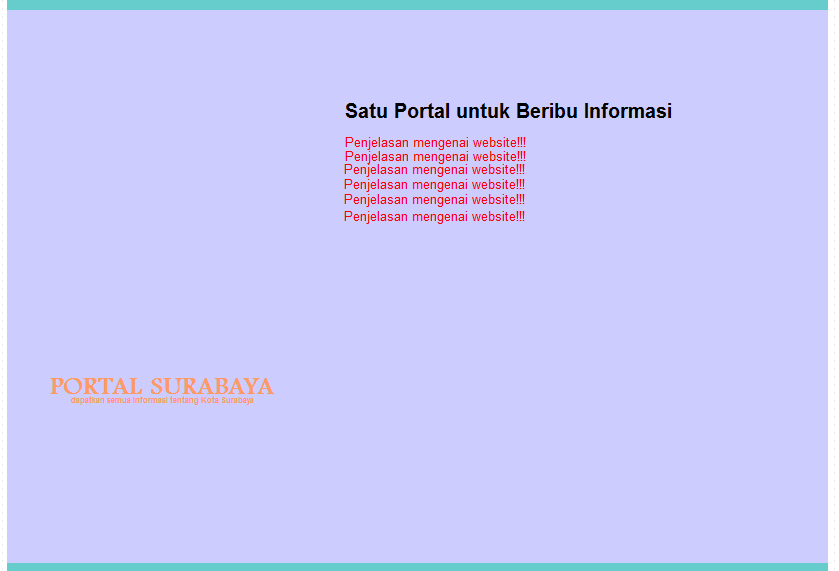 Satu Portal untuk Beribu Informasi
Penjelasan mengenai website!!!
Penjelasan mengenai website!!!
Penjelasan mengenai website!!!
Penjelasan mengenai website!!!
Penjelasan mengenai website!!!
Penjelasan mengenai website!!!
PORTAL SURABAYA
dapatkan semua informasi tentang Kota Surabaya